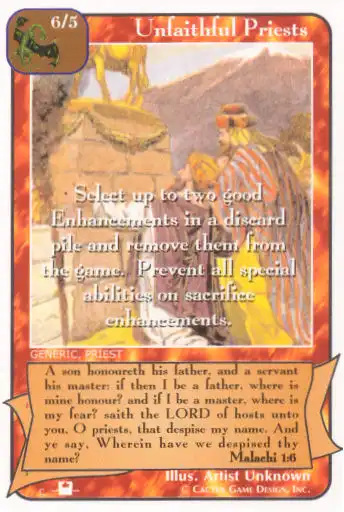 6/5
Unfaithful Priests
Select up to two good
Enhancements in a discard
pile and remove them from
the game. Prevent all special
abilities on sacrifice
enhancements.
GENERIC, PRIEST
A son honoureth his father, and a servant
his master: if then I be a father, where is
mine honour? and if I be a master, where is
my fear? saith the LORD of hosts unto
you, O priests, that despise my name. And
ye say, Wherein have we despised thy
name? Malachi 1:6
Illus. Artist Unknown
© Cactus Game Design, Inc.